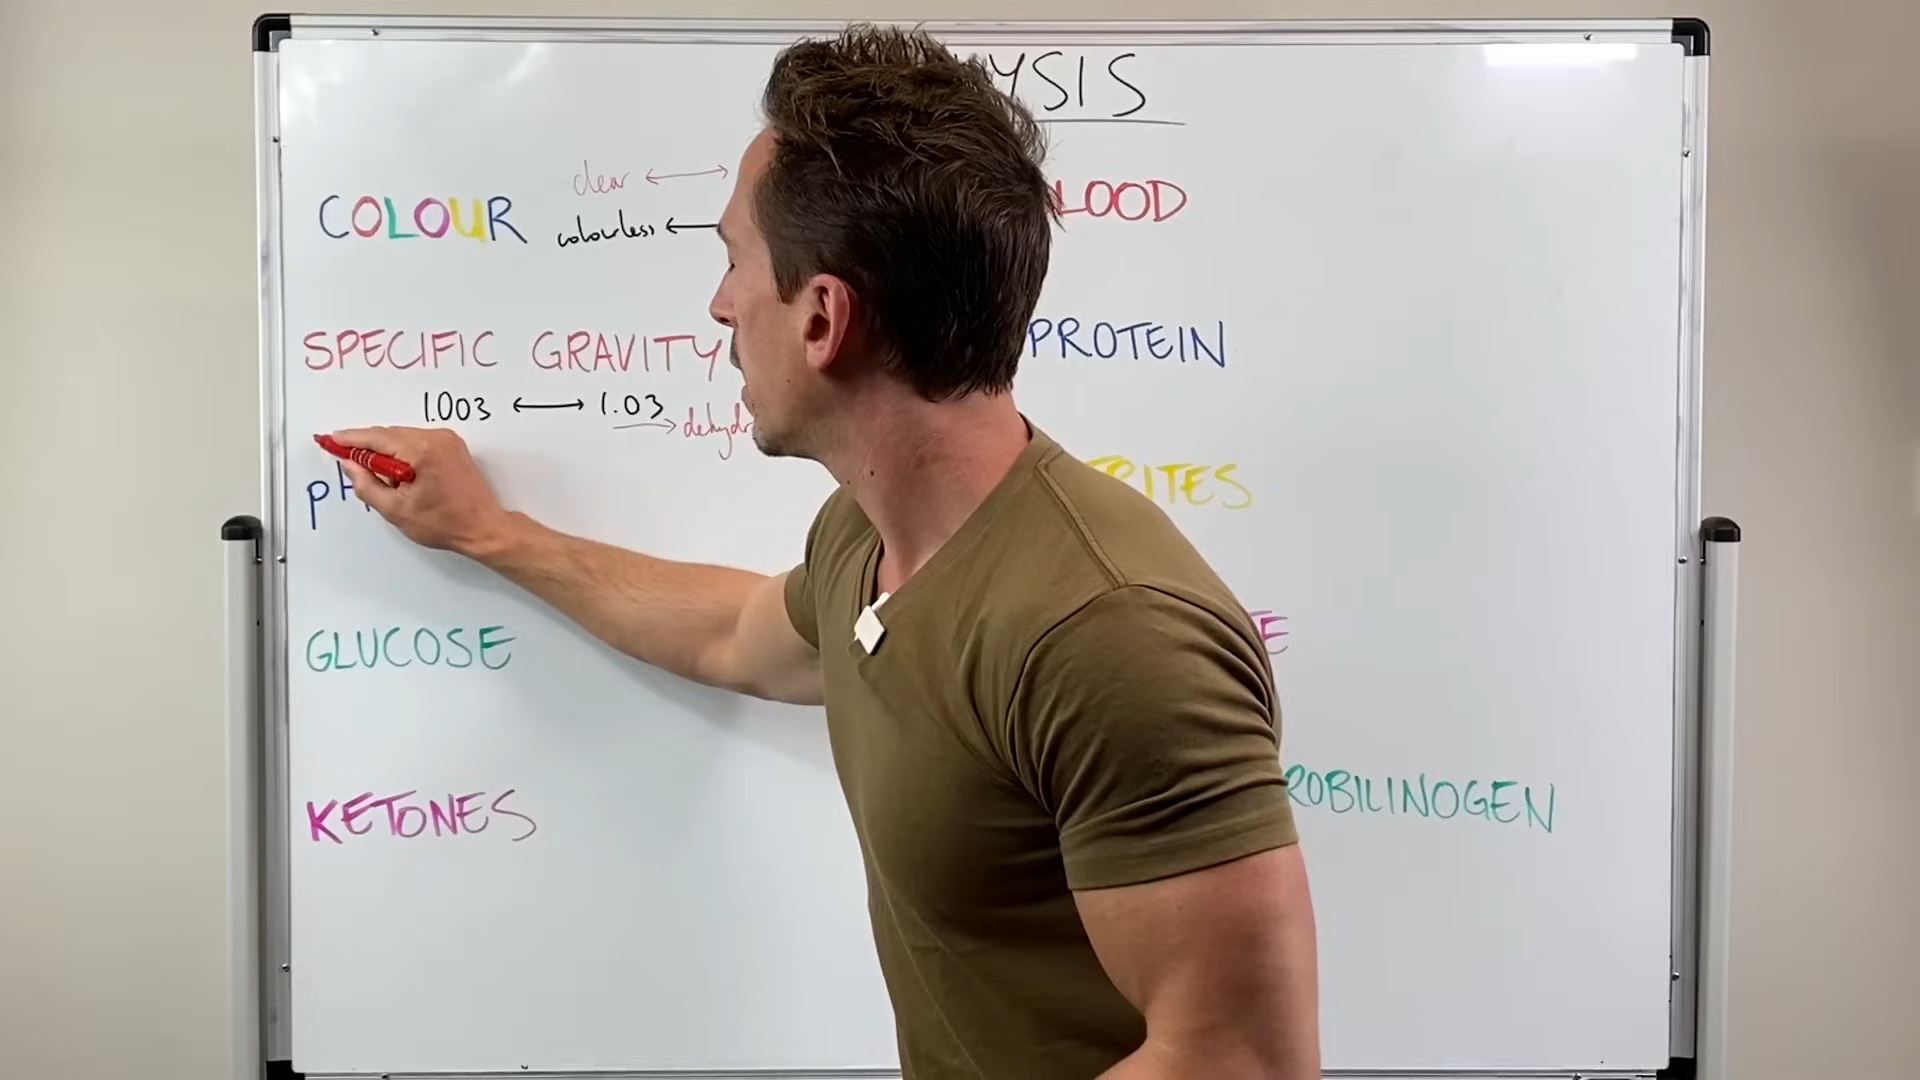 YSIS
clear ↔
COLOUR
colourless ←
LOOD
SPECIFIC GRAVITY
PROTEIN
1.003 ↔ 1.03
→ dehydr
pH
RITES
GLUCOSE
E
KETONES
ROBILINOGEN